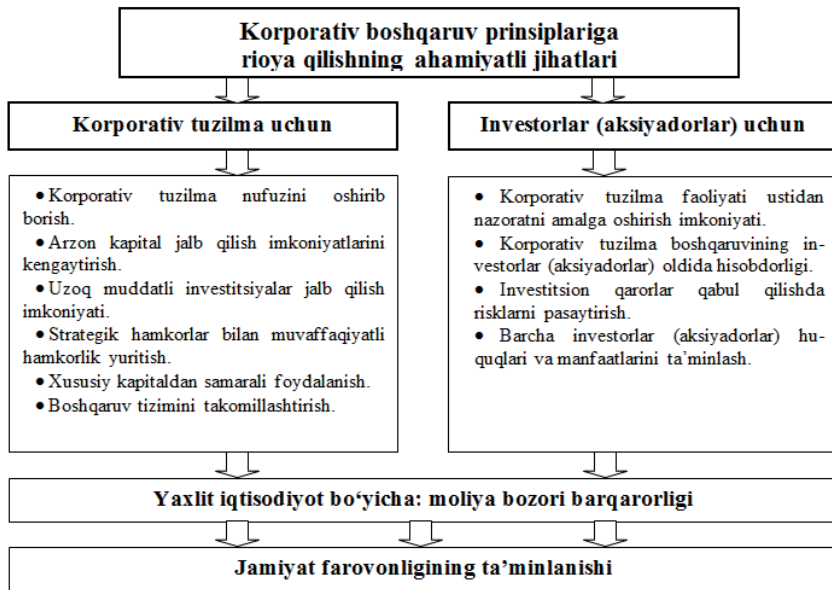 Korporativ boshqaruv prinsiplariga
rioya qilishning ahamiyatli jihatlari
Korporativ tuzilma uchun
• Korporativ tuzilma nufuzini oshirib
borish.
• Arzon kapital jalb qilish imkoniyatlarini
kengaytirish.
• Uzoq muddatli investitsiyalar jalb qilish
imkoniyati.
• Strategik hamkorlar bilan muvaffaqiyatli
hamkorlik yuritish.
• Xususiy kapitaldan samarali foydalanish.
• Boshqaruv tizimini takomillashtirish.
Investorlar (aksiyadorlar) uchun
• Korporativ tuzilma faoliyati ustidan
nazoratni amalga oshirish imkoniyati.
• Korporativ tuzilma boshqaruvining in-
vestorlar (aksiyadorlar) oldida hisobdorligi.
• Investitsion qarorlar qabul qilishda
risklarni pasaytirish.
• Barcha investorlar (aksiyadorlar) hu-
quqlari va manfaatlarini ta’minlash.
Yaxlit iqtisodiyot bo‘yicha: moliya bozori barqarorligi
Jamiyat farovonligining ta’minlanishi